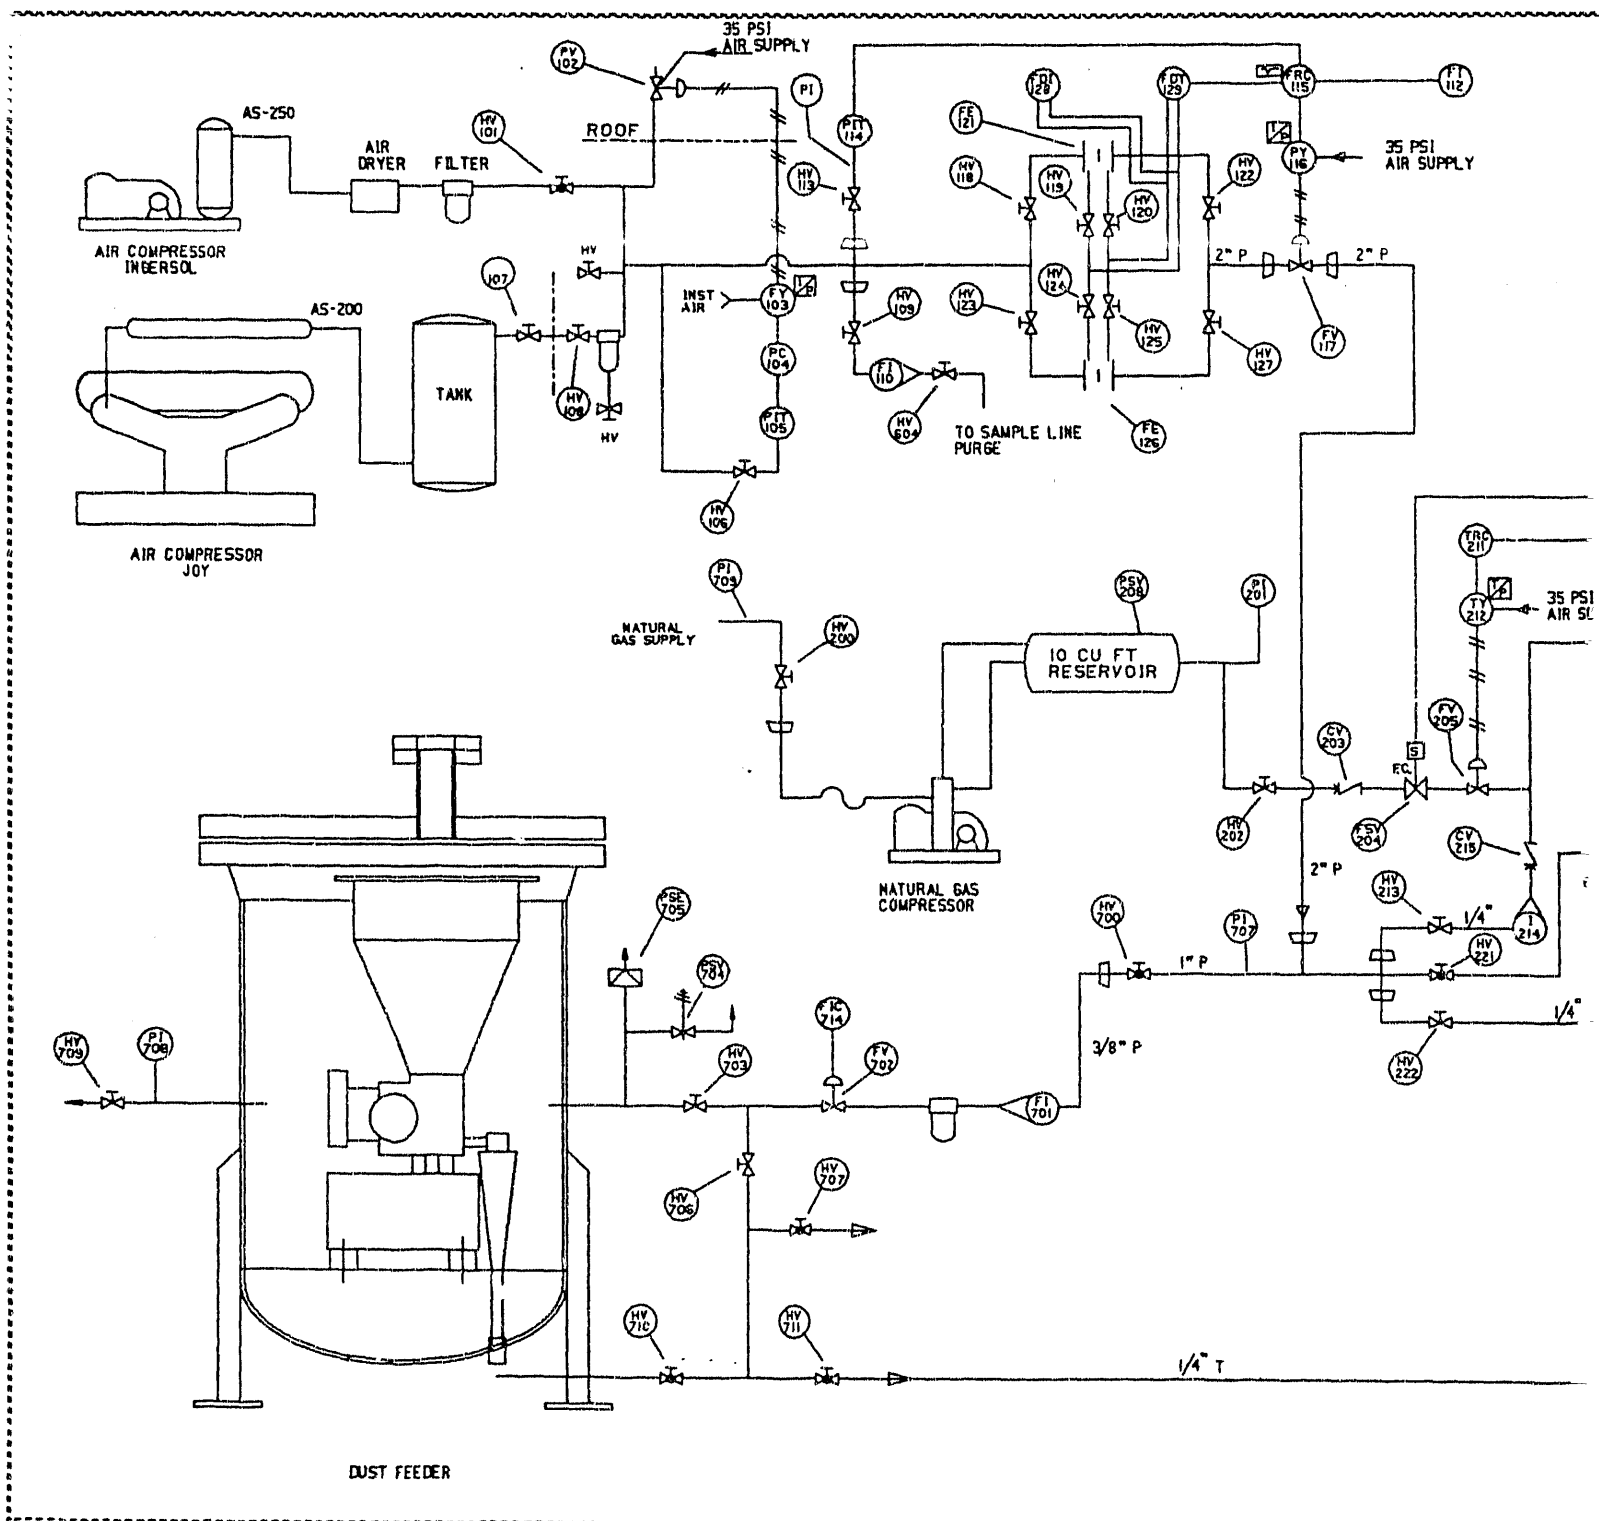 35 PSI
AIR SUPPLY
PV
102
AS-250
HV
101
ROOF
AIR
DRYER
FILTER
AIR COMPRESSOR
INGERSOL
PI
PIT
114
HV
113
FE
121
FDI
128
FDT
129
FRC
115
FI
112
I/P
PY
116
35 PSI
AIR SUPPLY
HV
118
HV
119
HV
120
HV
122
2" P
2" P
HV
107
INST
AIR
FY
103
I/P
HV
109
HV
123
HV
124
HV
125
HV
127
FV
117
AS-200
TANK
HV
108
HV
PC
104
PIT
105
FI
110
HV
604
TO SAMPLE LINE
PURGE
FE
126
HV
106
AIR COMPRESSOR
JOY
TRC
211
I/P
TY
212
35 PSI
PI
709
NATURAL
GAS SUPPLY
HV
200
PSV
208
PI
201
10 CU FT
RESERVOIR
FV
205
CV
203
S
F.C.
HV
202
FSV
204
CV
215
NATURAL GAS
COMPRESSOR
2" P
HV
213
1/4"
I
214
HV
221
PSE
705
HV
700
PI
707
1" P
PSV
704
FIC
714
1/4"
HV
222
3/8" P
HV
709
PI
708
HV
703
FV
702
FI
701
HV
706
HV
707
HV
710
HV
711
1/4" T
DUST FEEDER